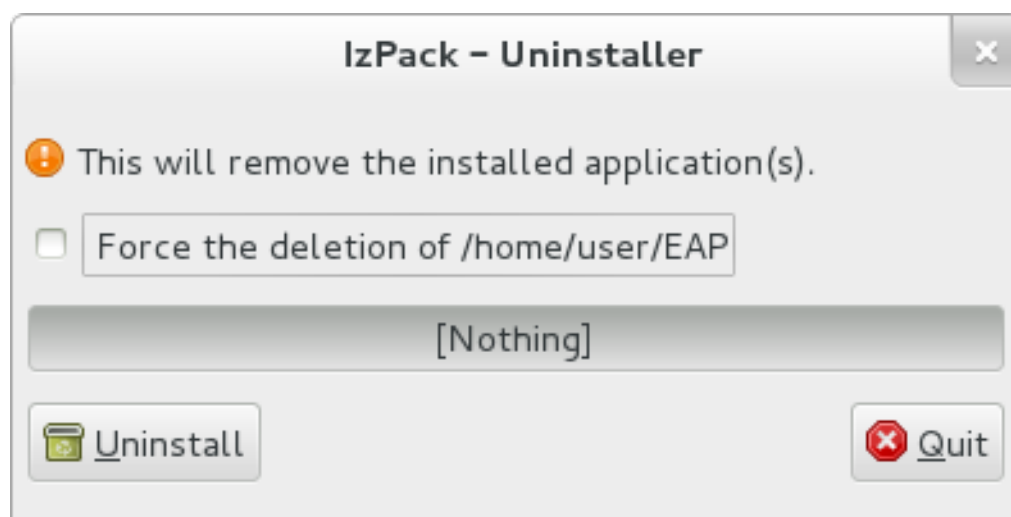 IzPack - Uninstaller
This will remove the installed application(s).
Force the deletion of /home/user/EAP
[Nothing]
Uninstall
Quit